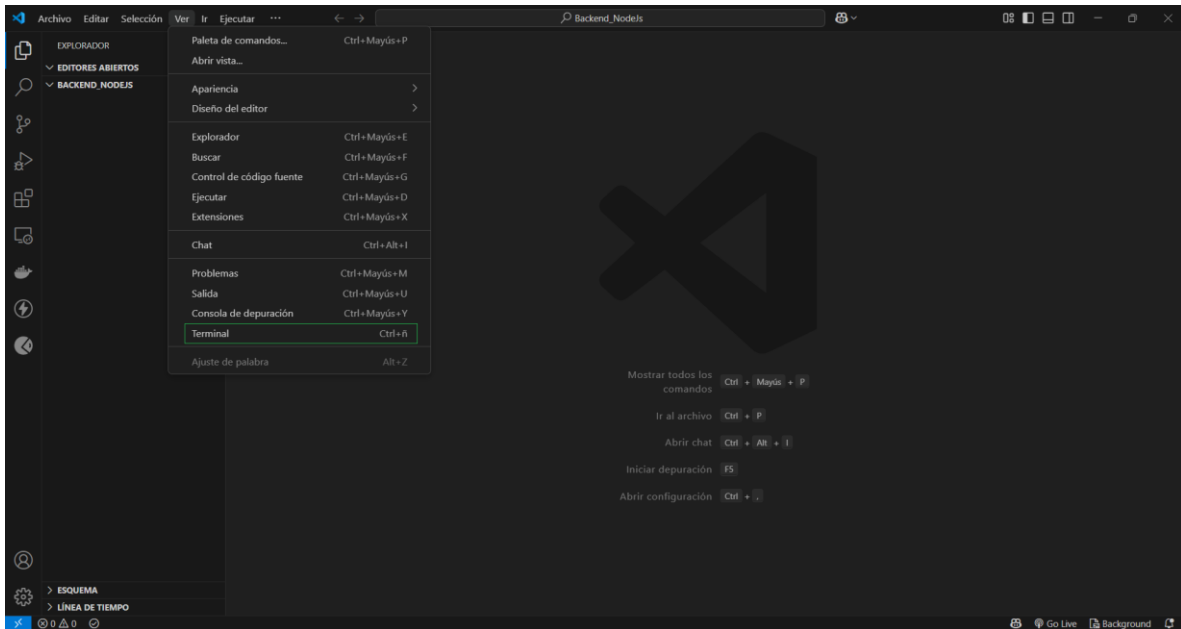 Archivo Editar Selección Ver Ir Ejecutar ··· Backend_NodeJs
EXPLORADOR
EDITORES ABIERTOS
BACKEND_NODEJS
Paleta de comandos... Ctrl+Mayús+P
Abrir vista...
Apariencia
Diseño del editor
Explorador Ctrl+Mayús+E
Buscar Ctrl+Mayús+F
Control de código fuente Ctrl+Mayús+G
Ejecutar Ctrl+Mayús+D
Extensiones Ctrl+Mayús+X
Chat Ctrl+Alt+I
Problemas Ctrl+Mayús+M
Salida Ctrl+Mayús+U
Consola de depuración Ctrl+Mayús+Y
Terminal Ctrl+ñ
Ajuste de palabra Alt+Z
Mostrar todos los
comandos Ctrl + Mayús + P
Ir al archivo Ctrl + P
Abrir chat Ctrl + Alt + I
Iniciar depuración F5
Abrir configuración Ctrl + ,
ESQUEMA
LÍNEA DE TIEMPO
0 0 Go Live Background